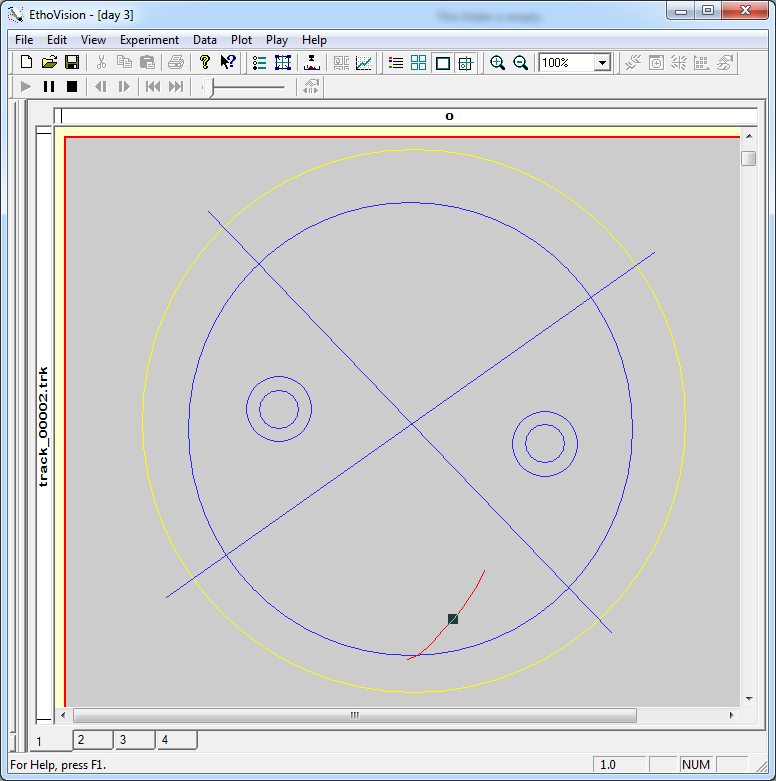 EthoVision - [day 3]
This folder is empty.
File Edit View Experiment Data Plot Play Help
100%
o
track_00002.trk
1 2 3 4
For Help, press F1.
1.0
NUM